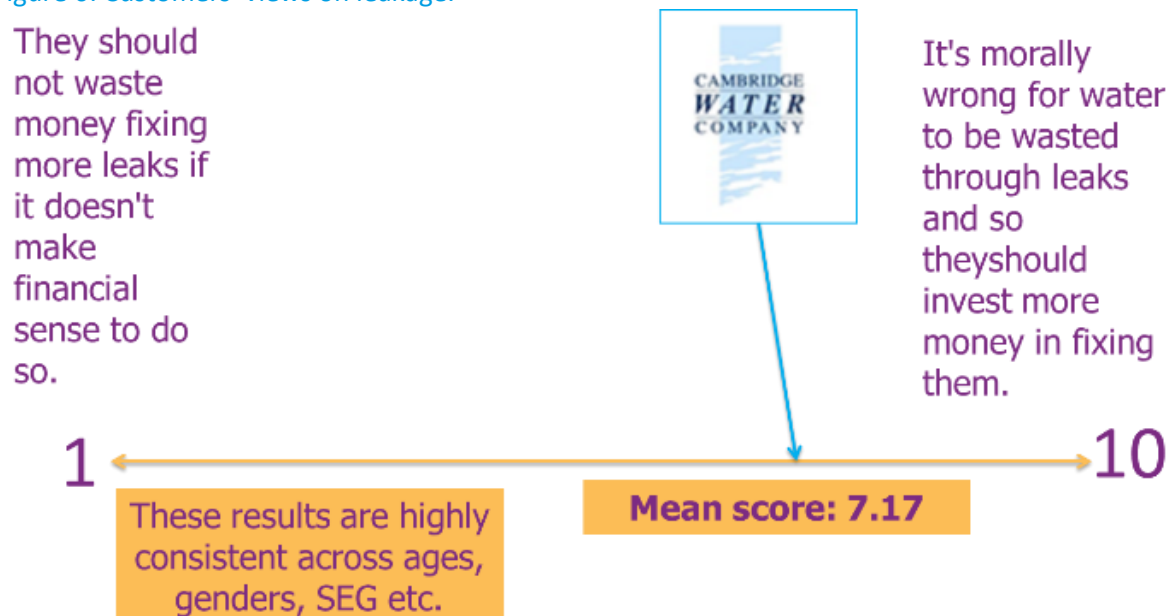 They should
not waste
money fixing
more leaks if
it doesn't
make
financial
sense to do
so.
CAMBRIDGE
WATER
COMPANY
It's morally
wrong for water
to be wasted
through leaks
and so
theyshould
invest more
money in fixing
them.
1
10
These results are highly
consistent across ages,
genders, SEG etc.
Mean score: 7.17